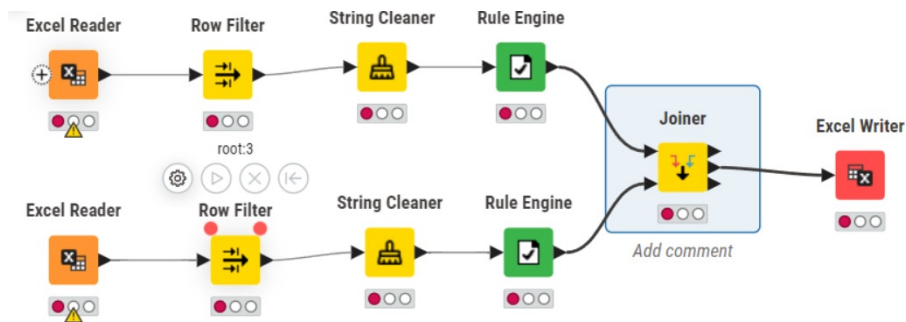 Excel Reader
Row Filter
String Cleaner
Rule Engine
Joiner
Excel Writer
root:3
Excel Reader
Row Filter
String Cleaner
Rule Engine
Add comment